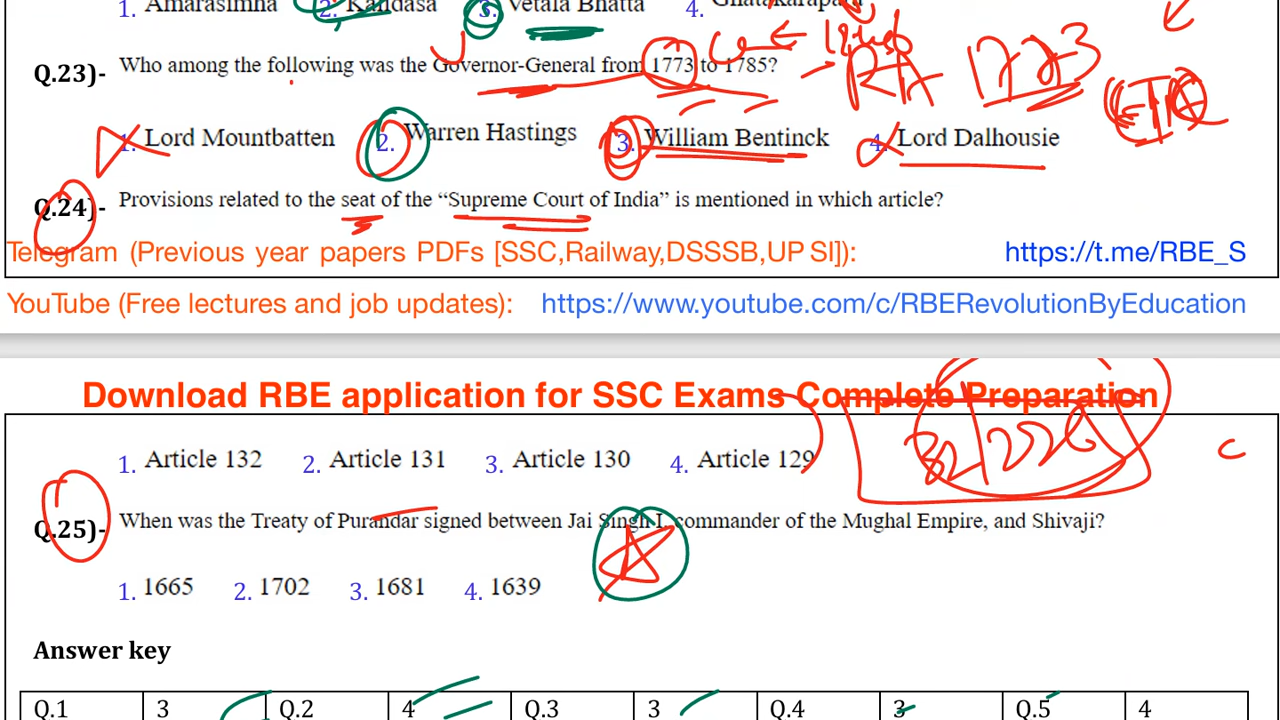 1. Amarasimha 2. Kalidasa 3. Vetala Bhatta 4. Ghatakarapara
Q.23)- Who among the following was the Governor-General from 1773 to 1785?
RA 1773
1. Lord Mountbatten 2. Warren Hastings 3. William Bentinck 4. Lord Dalhousie
Q.24)- Provisions related to the seat of the “Supreme Court of India” is mentioned in which article?
Telegram (Previous year papers PDFs [SSC,Railway,DSSSB,UP SI]): https://t.me/RBE_S
YouTube (Free lectures and job updates): https://www.youtube.com/c/RBERevolutionByEducation
Download RBE application for SSC Exams Complete Preparation
32/226
1. Article 132 2. Article 131 3. Article 130 4. Article 129
Q.25)- When was the Treaty of Purandar signed between Jai Singh I, commander of the Mughal Empire, and Shivaji?
1. 1665 2. 1702 3. 1681 4. 1639
Answer key
Q.1 3 Q.2 4 Q.3 3 Q.4 3 Q.5 4